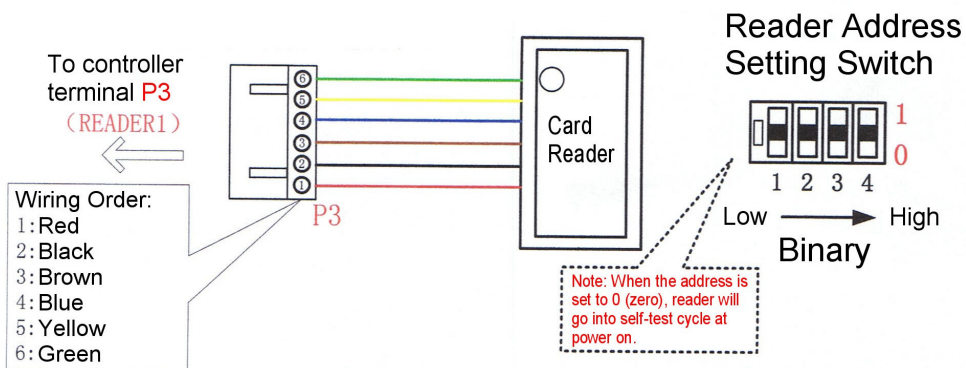 Reader Address
Setting Switch
To controller
terminal P3
(READER1)
6
5
4
3
2
1
P3
Card
Reader
1
0
1 2 3 4
Low High
Binary
Wiring Order:
1:Red
2:Black
3:Brown
4:Blue
5:Yellow
6:Green
Note: When the address is
set to 0 (zero), reader will
go into self-test cycle at
power on.